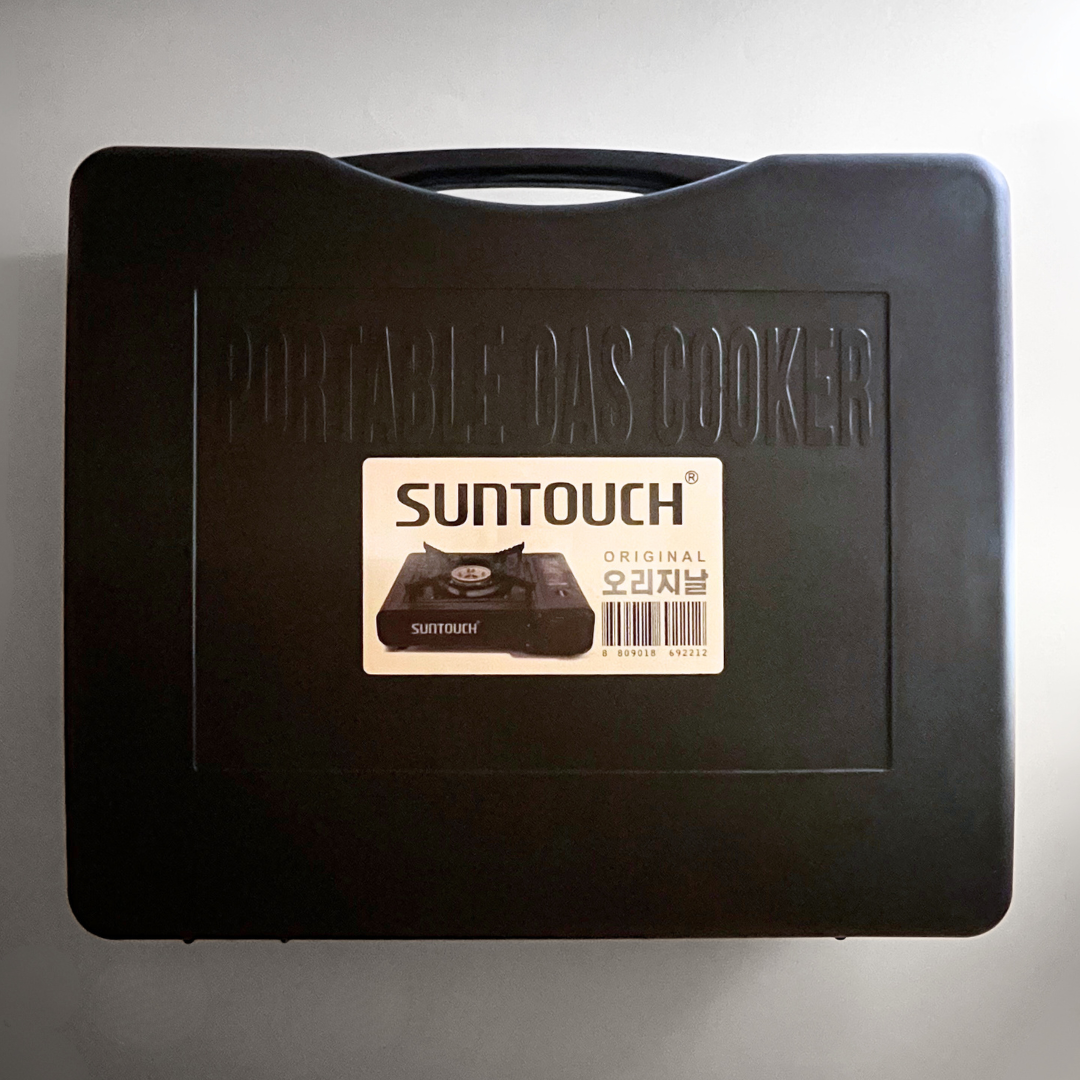 PORTABLE GAS COOKER
SUNTOUCH®
ORIGINAL
오리지날
SUNTOUCH
8 809018 692212